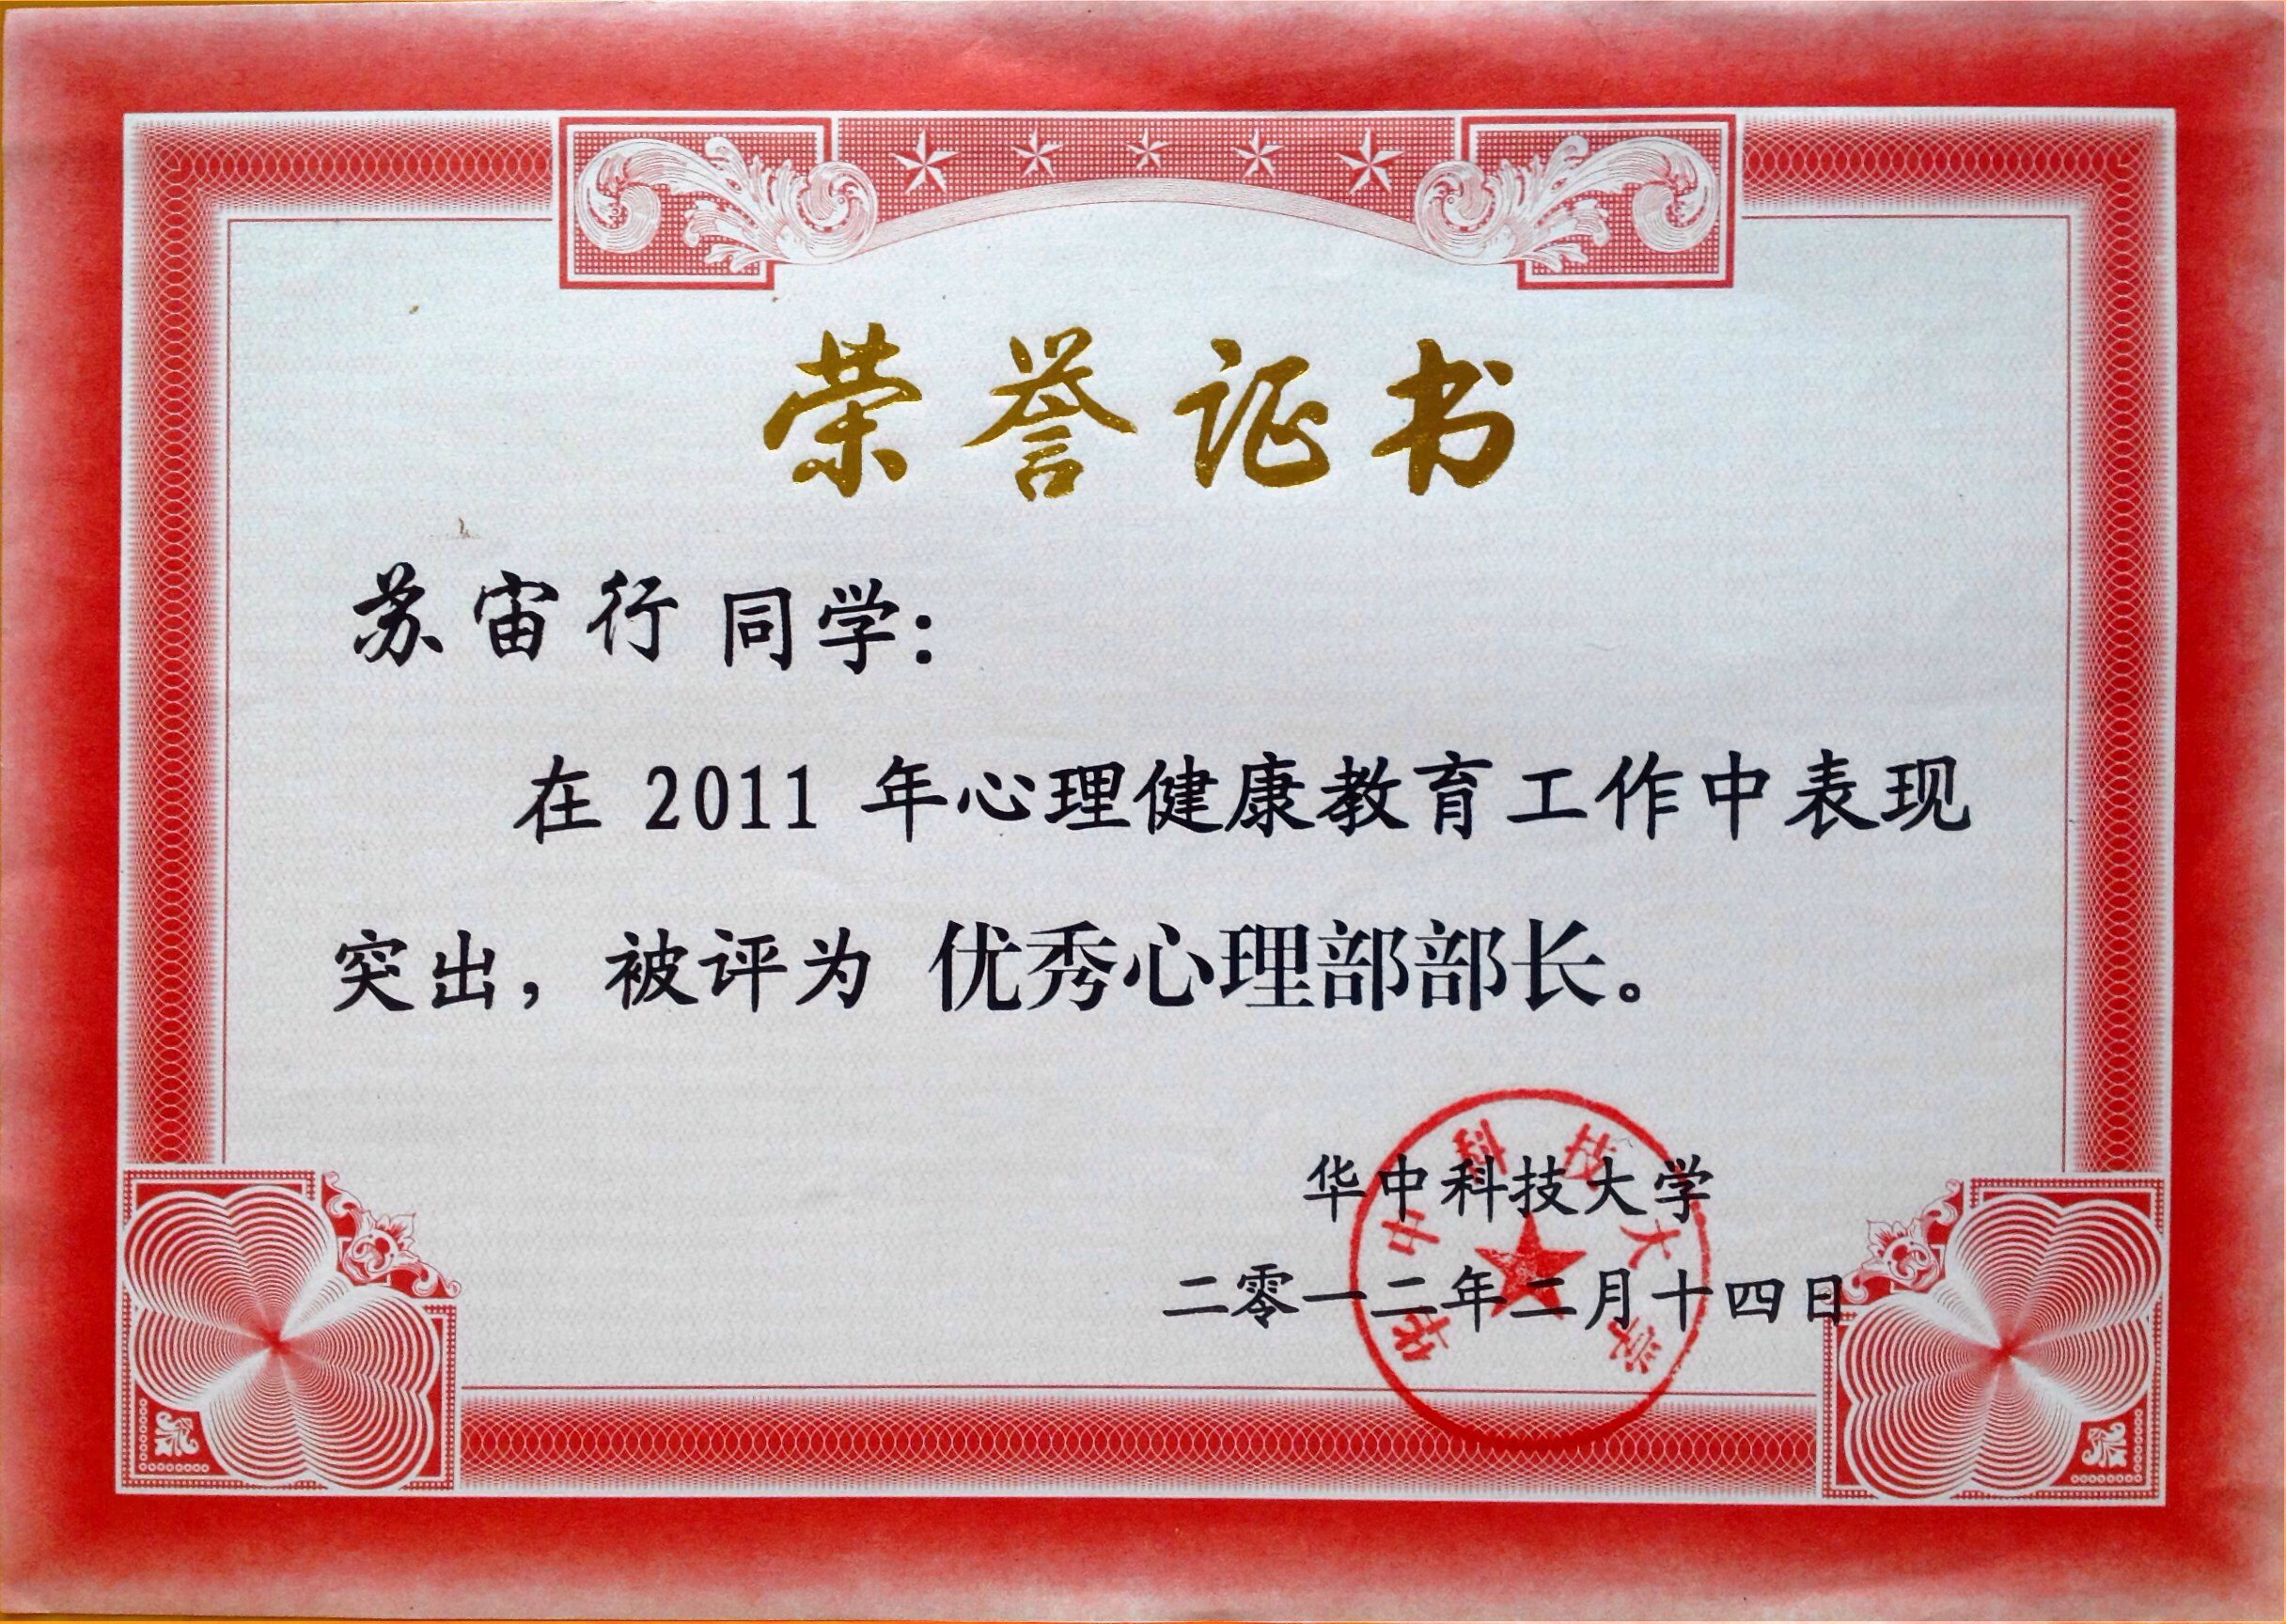 荣誉证书
苏宙行同学：
在 2011 年心理健康教育工作中表现
突出，被评为 优秀心理部部长。
华中科技大学
二零一二年二月十四日
华中科技大学